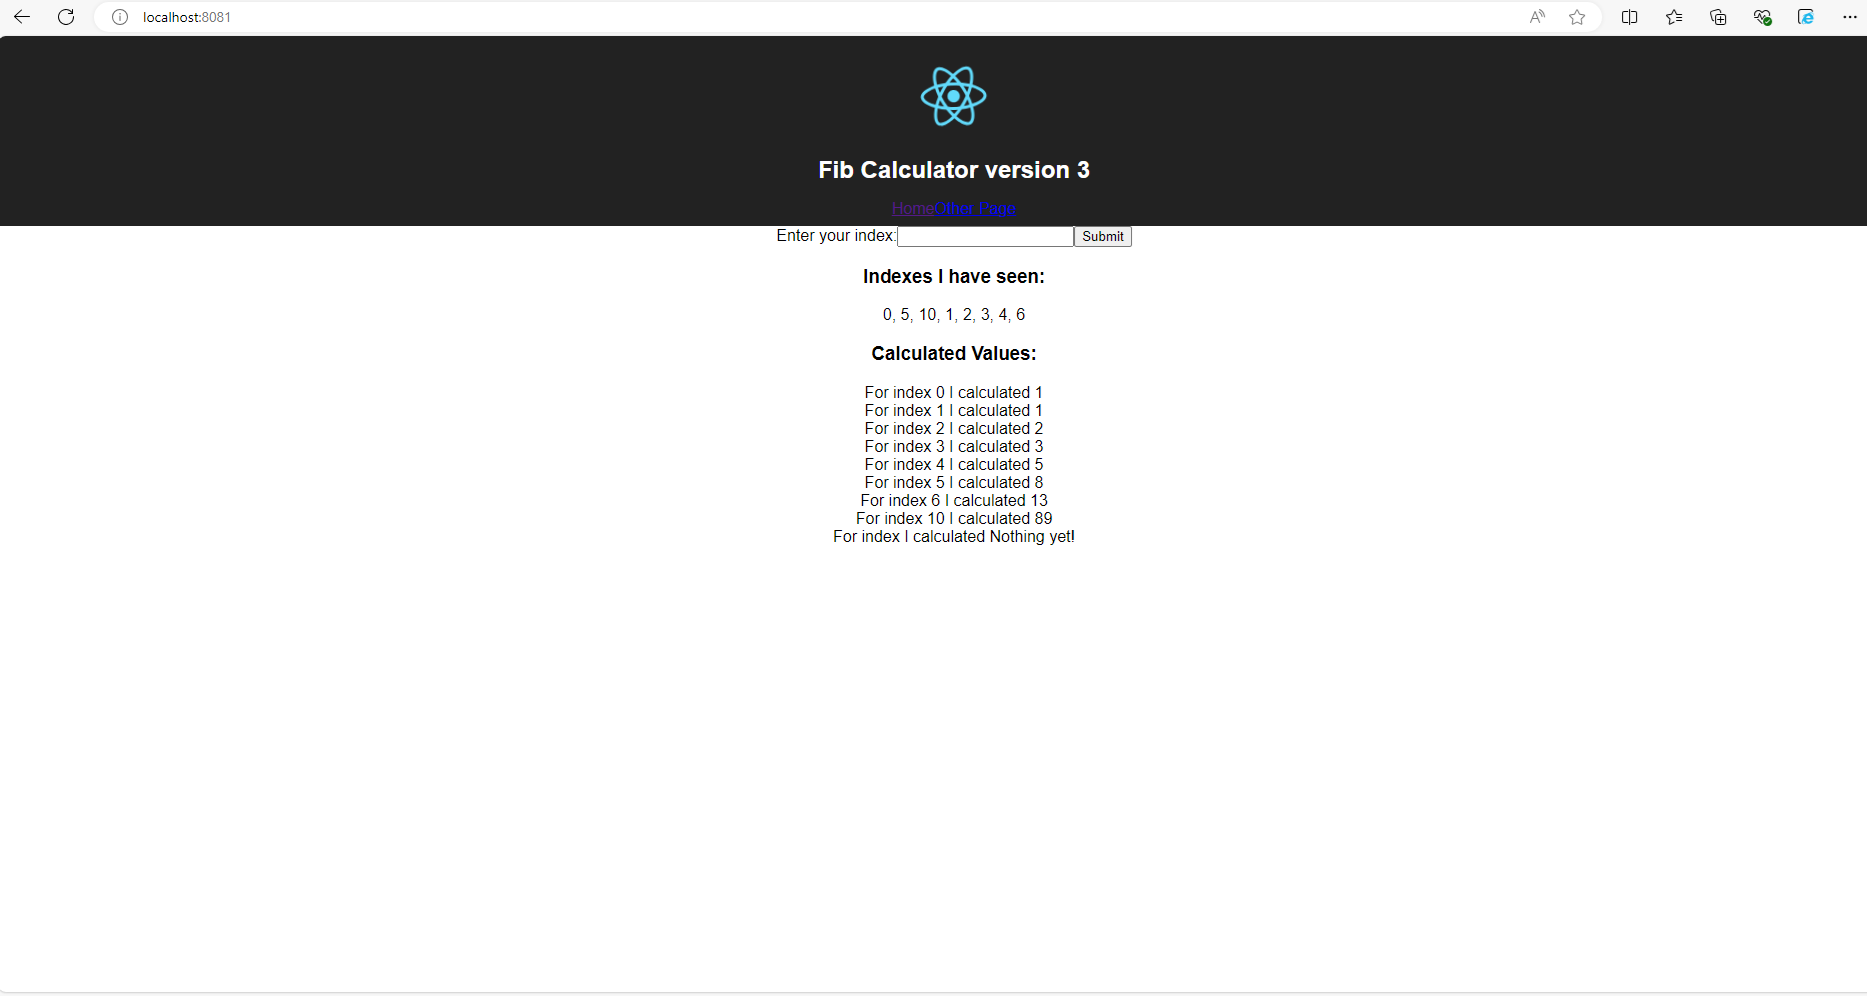 localhost:8081
Fib Calculator version 3
HomeOther Page
Enter your index: Submit
Indexes I have seen:
0, 5, 10, 1, 2, 3, 4, 6
Calculated Values:
For index 0 I calculated 1
For index 1 I calculated 1
For index 2 I calculated 2
For index 3 I calculated 3
For index 4 I calculated 5
For index 5 I calculated 8
For index 6 I calculated 13
For index 10 I calculated 89
For index I calculated Nothing yet!